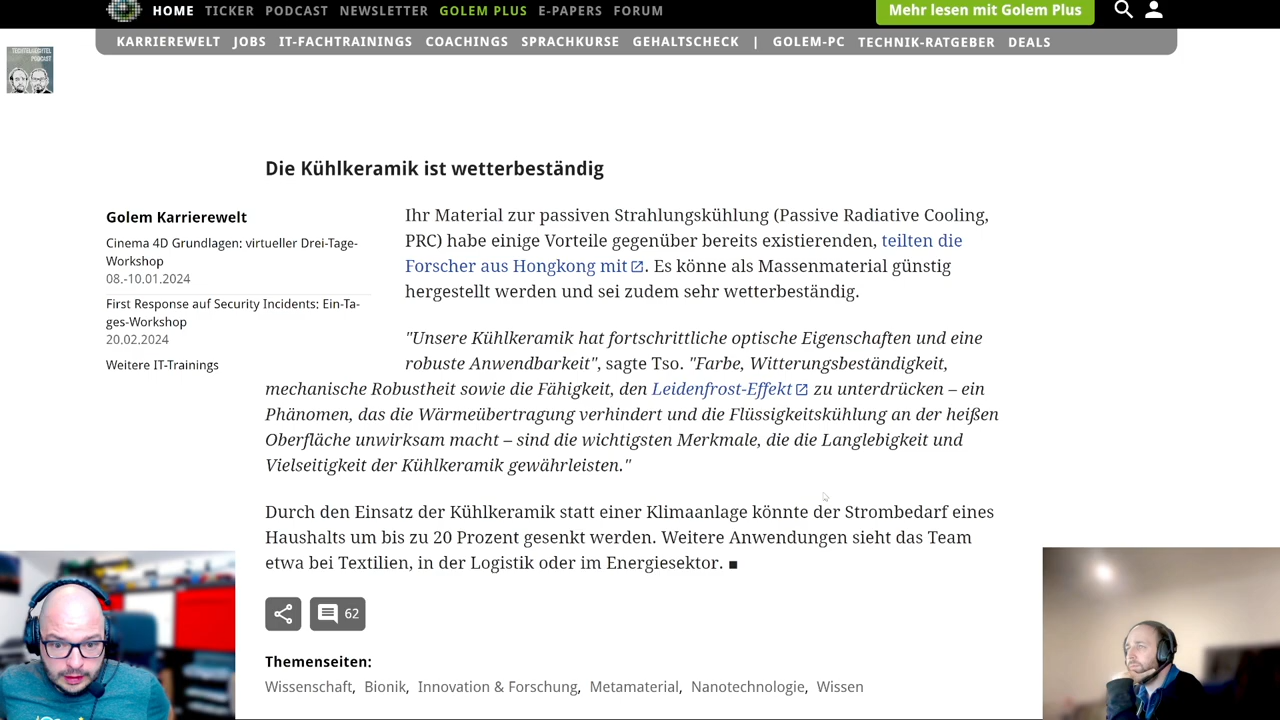 HOME TICKER PODCAST NEWSLETTER GOLEM PLUS E-PAPERS FORUM
Mehr lesen mit Golem Plus
KARRIEREWELT JOBS IT-FACHTRAININGS COACHINGS SPRACHKURSE GEHALTSCHECK | GOLEM-PC TECHNIK-RATGEBER DEALS
PODCAST
Die Kühlkeramik ist wetterbeständig
Golem Karrierewelt
Cinema 4D Grundlagen: virtueller Drei-Tage-
Workshop
08.-10.01.2024
First Response auf Security Incidents: Ein-Ta-
ges-Workshop
20.02.2024
Weitere IT-Trainings
Ihr Material zur passiven Strahlungskühlung (Passive Radiative Cooling,
PRC) habe einige Vorteile gegenüber bereits existierenden, teilten die
Forscher aus Hongkong mit. Es könne als Massenmaterial günstig
hergestellt werden und sei zudem sehr wetterbeständig.
"Unsere Kühlkeramik hat fortschrittliche optische Eigenschaften und eine
robuste Anwendbarkeit", sagte Tso. "Farbe, Witterungsbeständigkeit,
mechanische Robustheit sowie die Fähigkeit, den Leidenfrost-Effekt zu unterdrücken – ein
Phänomen, das die Wärmeübertragung verhindert und die Flüssigkeitskühlung an der heißen
Oberfläche unwirksam macht – sind die wichtigsten Merkmale, die die Langlebigkeit und
Vielseitigkeit der Kühlkeramik gewährleisten."
Durch den Einsatz der Kühlkeramik statt einer Klimaanlage könnte der Strombedarf eines
Haushalts um bis zu 20 Prozent gesenkt werden. Weitere Anwendungen sieht das Team
etwa bei Textilien, in der Logistik oder im Energiesektor. ■
62
Themenseiten:
Wissenschaft, Bionik, Innovation & Forschung, Metamaterial, Nanotechnologie, Wissen